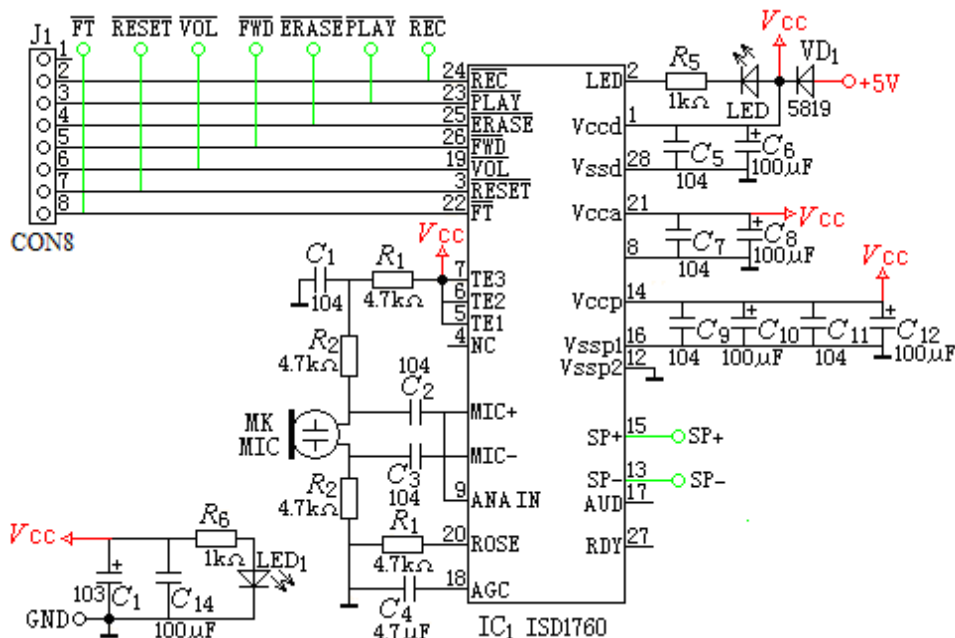 J1 FT RESET VOL FWD ERASE PLAY REC
1
2
3
4
5
6
7
8
CON8
24 REC
23 PLAY
25 ERASE
26 FWD
19 VOL
3 RESET
22 FT
VCC
7 TE3
6 TE2
5 TE1
4 NC
MIC+
MIC-
9 ANA IN
20 ROSE
18 AGC
C1
104
R1
4.7kΩ
R2
4.7kΩ
104
C2
MK
MIC
C3
104
R2
4.7kΩ
R1
4.7kΩ
C4
4.7μF
VCC
R6
1kΩ
LED1
103 C1
C14
100μF
GND
IC1 ISD1760
LED 2
R5
1kΩ
LED
VCC
VD1
5819
+5V
Vccd 1
Vssd 28
C5
104
C6
100μF
Vcca 21
8
C7
104
C8
100μF
VCC
Vccp 14
Vssp1 16
Vssp2 12
C9
104
C10
100μF
C11
104
C12
100μF
VCC
SP+ 15 SP+
SP- 13 SP-
AUD 17
RDY 27